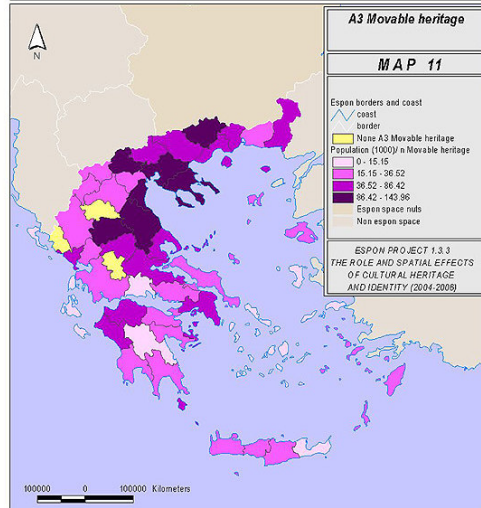 A3 Movable heritage
MAP 11
N
Espon borders and coast
coast
border
None A3 Movable heritage
Population (1000)/ n Movable heritage
0 - 15.15
15.15 - 36.52
36.52 - 86.42
86.42 - 143.96
Espon space nuts
Non espon space
ESPON PROJECT 1.3.3
THE ROLE AND SPATIAL EFFECTS
OF CULTURAL HERITAGE
AND IDENTITY (2004-2006)
100000 0 100000 Kilometers